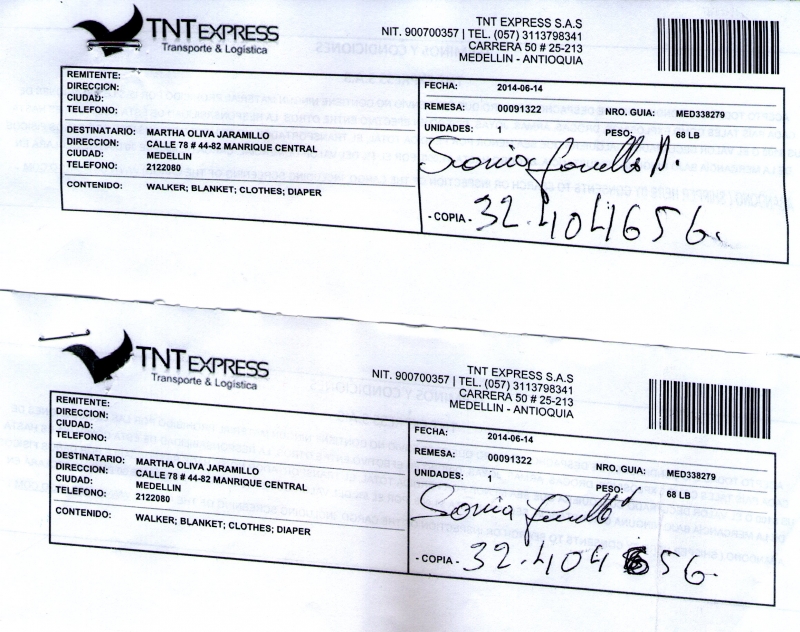 TNT EXPRESS
Transporte & Logística
TNT EXPRESS S.A.S
NIT. 900700357 | TEL. (057) 3113798341
CARRERA 50 # 25-213
MEDELLIN - ANTIOQUIA
REMITENTE:
DIRECCION:
CIUDAD:
TELEFONO:
DESTINATARIO: MARTHA OLIVA JARAMILLO
DIRECCION: CALLE 78 # 44-82 MANRIQUE CENTRAL
CIUDAD: MEDELLIN
TELEFONO: 2122080
CONTENIDO: WALKER; BLANKET; CLOTHES; DIAPER
FECHA: 2014-06-14
REMESA: 00091322 NRO. GUIA: MED338279
UNIDADES: 1 PESO: 68 LB
Sonia
- COPIA - 32.404656.
TNT EXPRESS
Transporte & Logística
TNT EXPRESS S.A.S
NIT. 900700357 | TEL. (057) 3113798341
CARRERA 50 # 25-213
MEDELLIN - ANTIOQUIA
REMITENTE:
DIRECCION:
CIUDAD:
TELEFONO:
DESTINATARIO: MARTHA OLIVA JARAMILLO
DIRECCION: CALLE 78 # 44-82 MANRIQUE CENTRAL
CIUDAD: MEDELLIN
TELEFONO: 2122080
CONTENIDO: WALKER; BLANKET; CLOTHES; DIAPER
FECHA: 2014-06-14
REMESA: 00091322 NRO. GUIA: MED338279
UNIDADES: 1 PESO: 68 LB
Sonia
- COPIA - 32.404656.